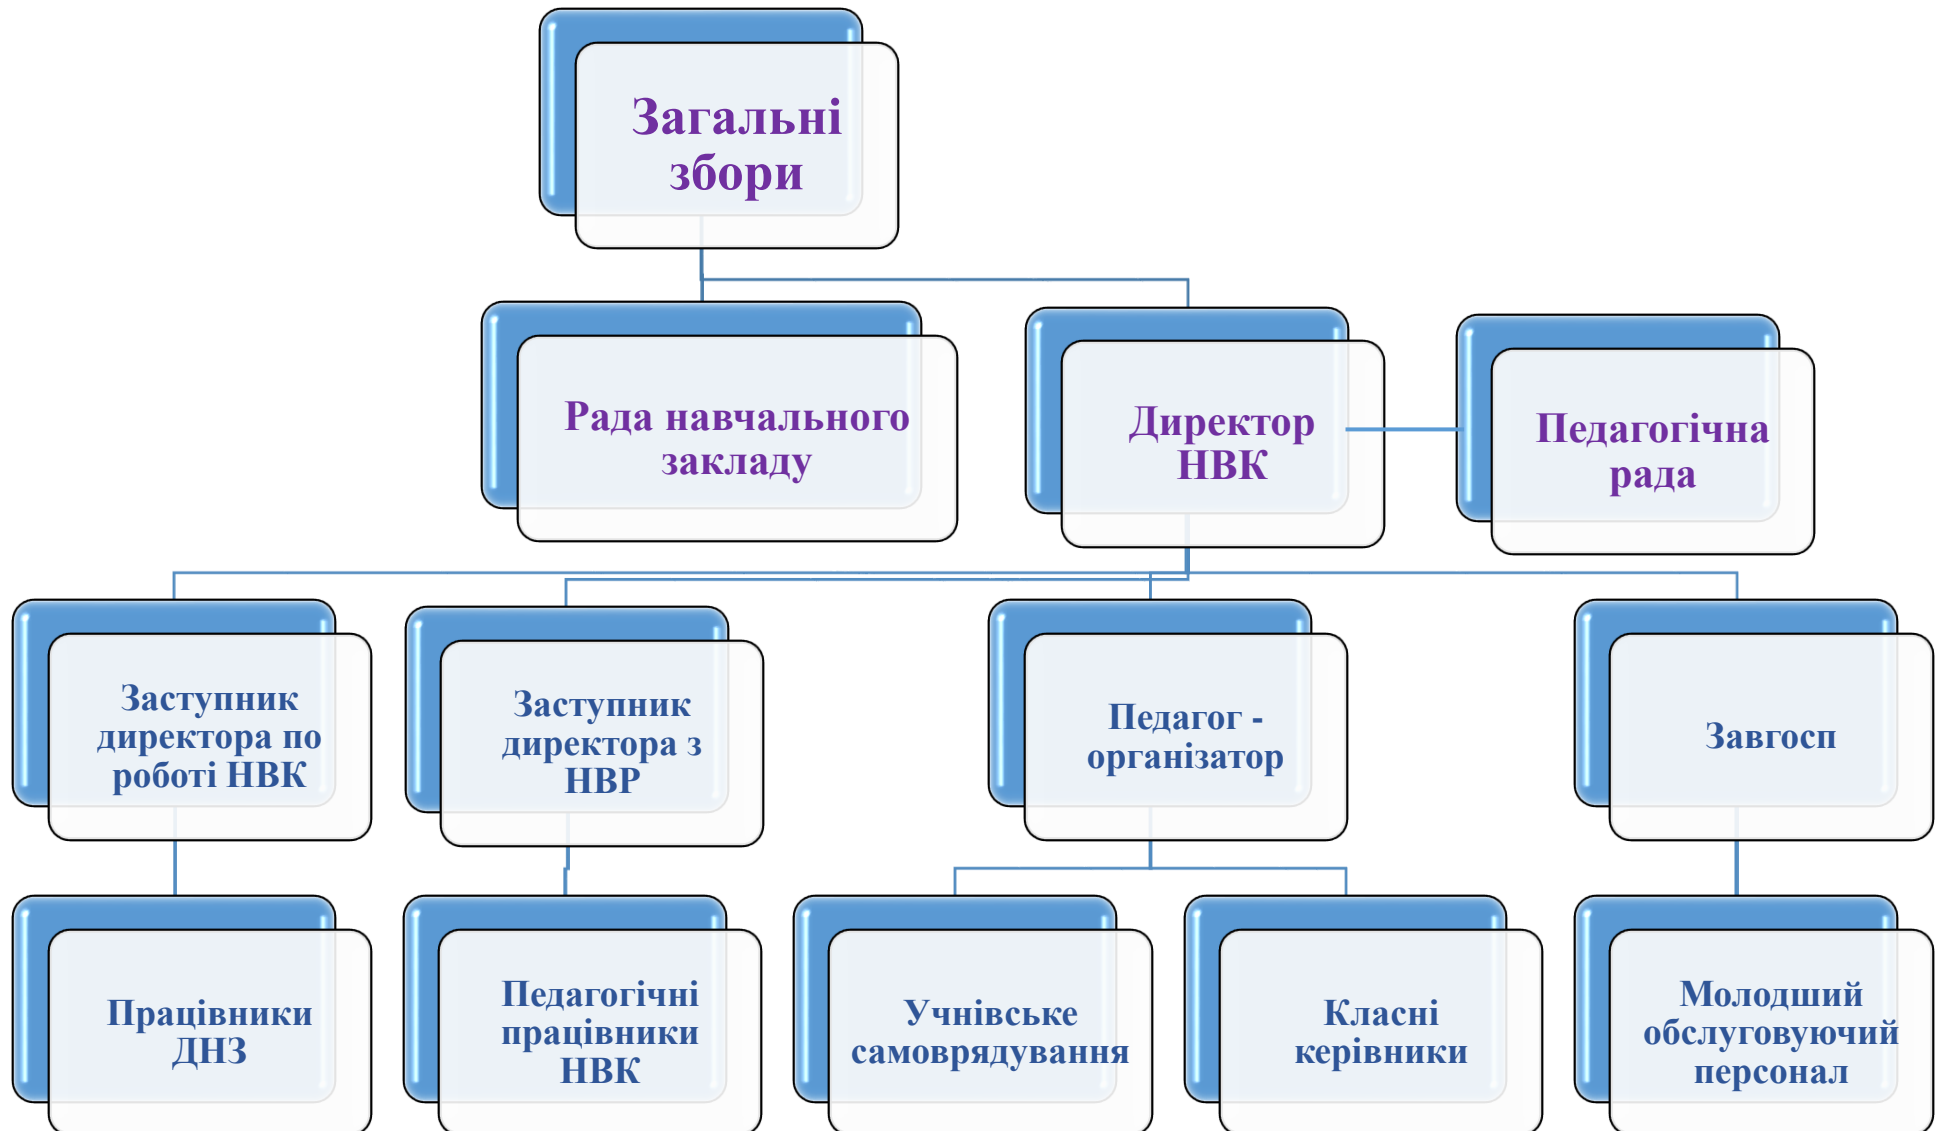 Загальні
збори
Рада навчального
закладу
Директор
НВК
Педагогічна
рада
Заступник
директора по
роботі НВК
Заступник
директора з
НВР
Педагог -
організатор
Завгосп
Працівники
ДНЗ
Педагогічні
працівники
НВК
Учнівське
самоврядування
Класні
керівники
Молодший
обслуговуючий
персонал